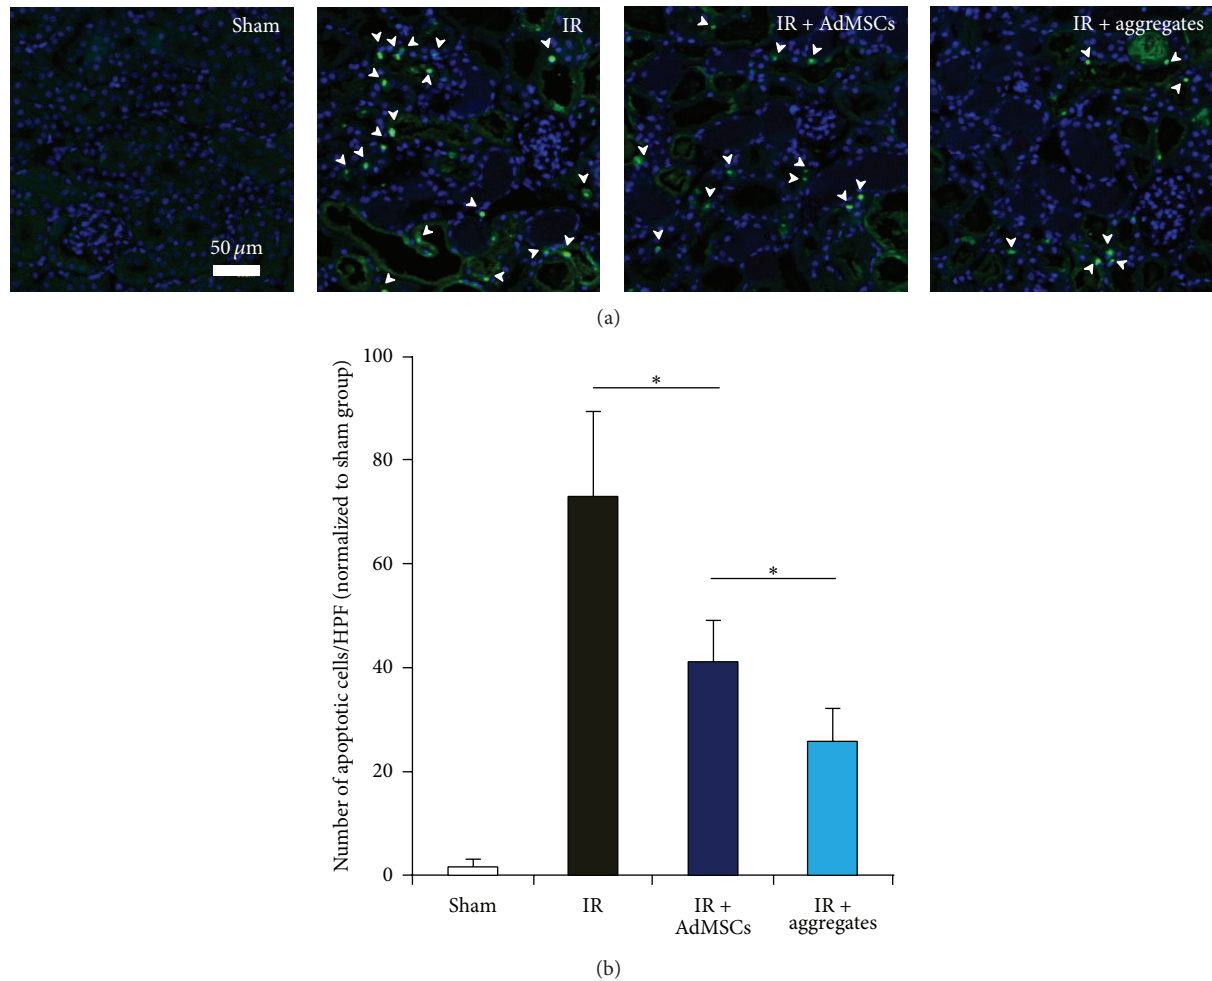 Sham
IR
IR + AdMSCs
IR + aggregates
50 μm
(a)
Number of apoptotic cells/HPF (normalized to sham group)
100
80
60
40
20
0
*
*
Sham
IR
IR +
AdMSCs
IR +
aggregates
(b)